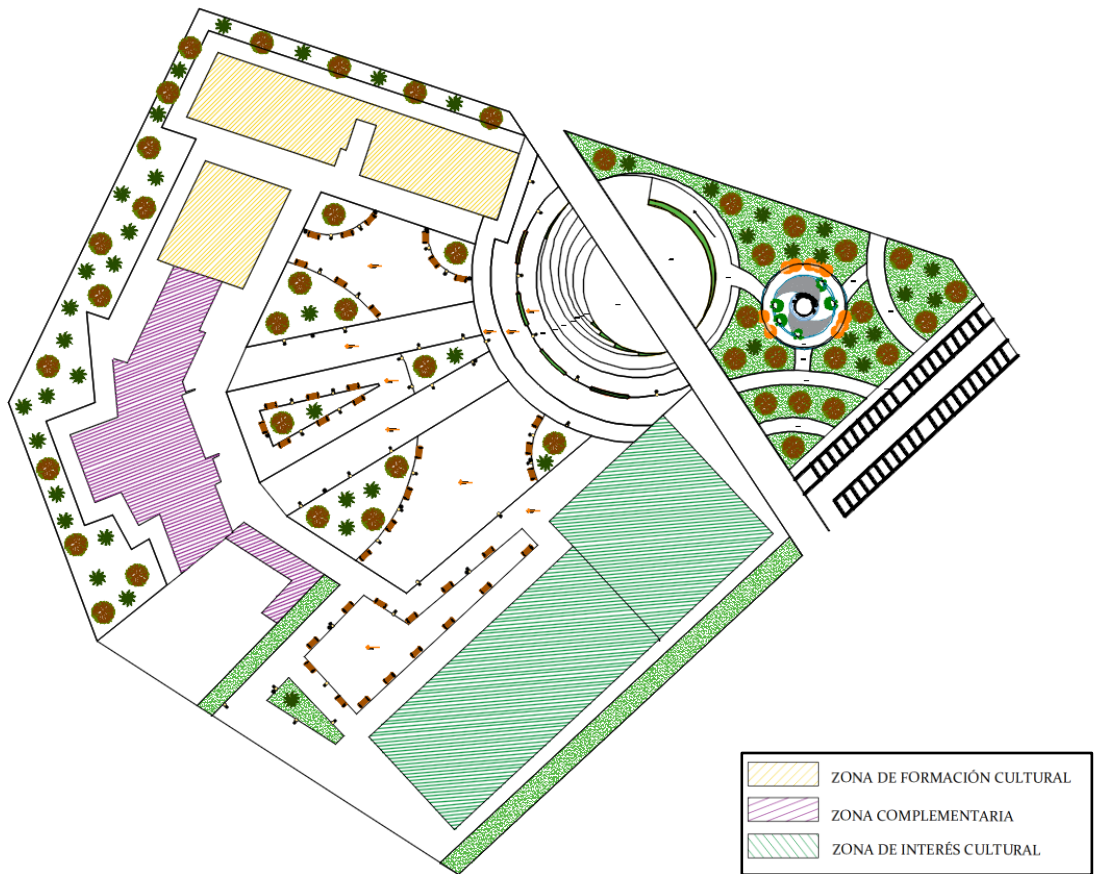 ZONA DE FORMACIÓN CULTURAL
ZONA COMPLEMENTARIA
ZONA DE INTERÉS CULTURAL